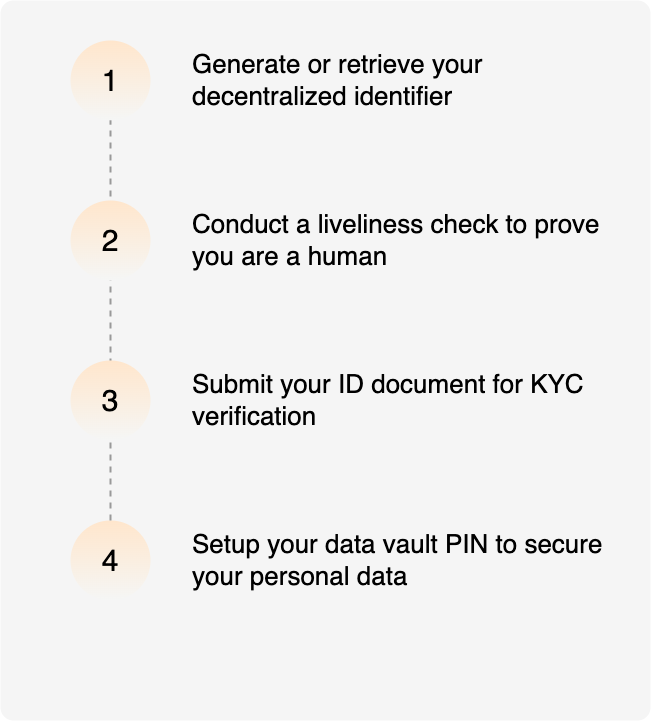 1
Generate or retrieve your
decentralized identifier
2
Conduct a liveliness check to prove
you are a human
3
Submit your ID document for KYC
verification
4
Setup your data vault PIN to secure
your personal data